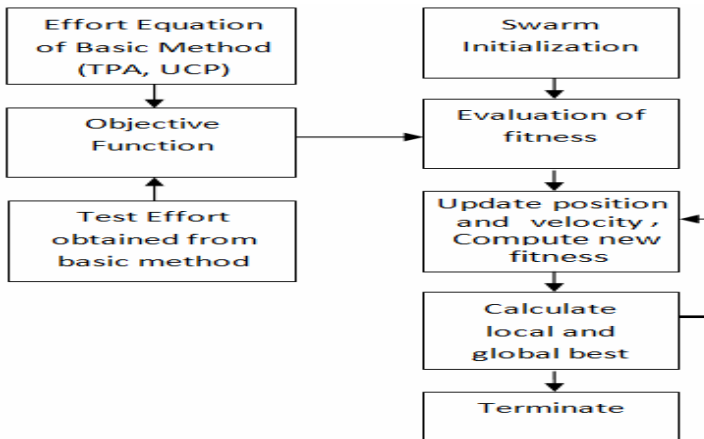 Effort Equation
of Basic Method
(TPA, UCP)
Objective
Function
Test Effort
obtained from
basic method
Swarm
Initialization
Evaluation of
fitness
Update position
and velocity,
Compute new
fitness
Calculate
local and
global best
Terminate